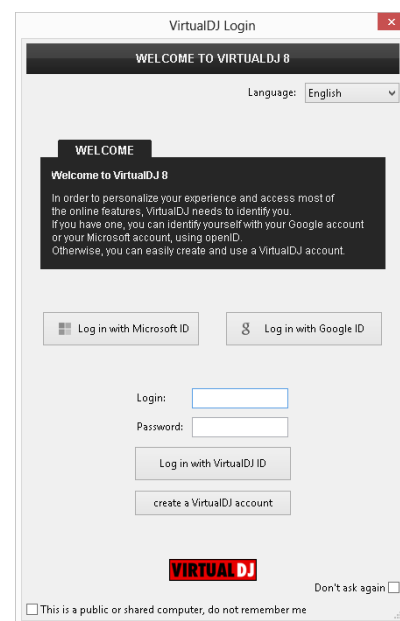 VirtualDJ Login
WELCOME TO VIRTUALDJ 8
Language: English
WELCOME
Welcome to VirtualDJ 8
In order to personalize your experience and access most of
the online features, VirtualDJ needs to identify you.
If you have one, you can identify yourself with your Google account
or your Microsoft account, using openID.
Otherwise, you can easily create and use a VirtualDJ account.
Log in with Microsoft ID
g Log in with Google ID
Login:
Password:
Log in with VirtualDJ ID
create a VirtualDJ account
VIRTUAL DJ
Don't ask again
This is a public or shared computer, do not remember me